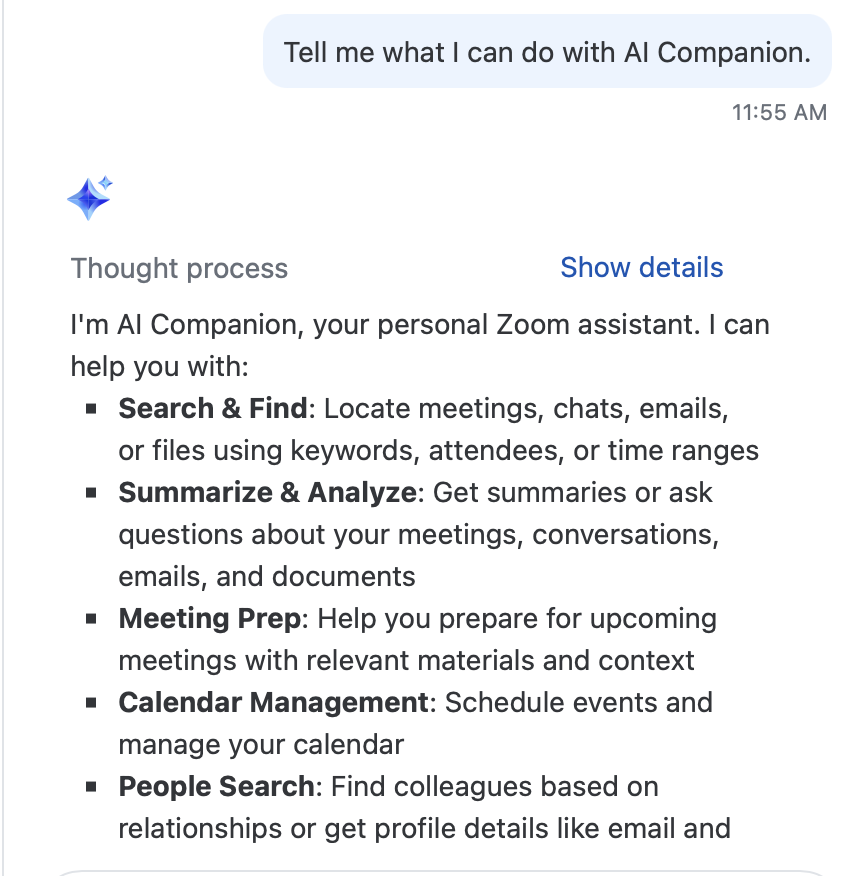 Tell me what I can do with AI Companion.
11:55 AM
Thought process
Show details
I'm AI Companion, your personal Zoom assistant. I can
help you with:
▪ Search & Find: Locate meetings, chats, emails,
or files using keywords, attendees, or time ranges
▪ Summarize & Analyze: Get summaries or ask
questions about your meetings, conversations,
emails, and documents
▪ Meeting Prep: Help you prepare for upcoming
meetings with relevant materials and context
▪ Calendar Management: Schedule events and
manage your calendar
▪ People Search: Find colleagues based on
relationships or get profile details like email and